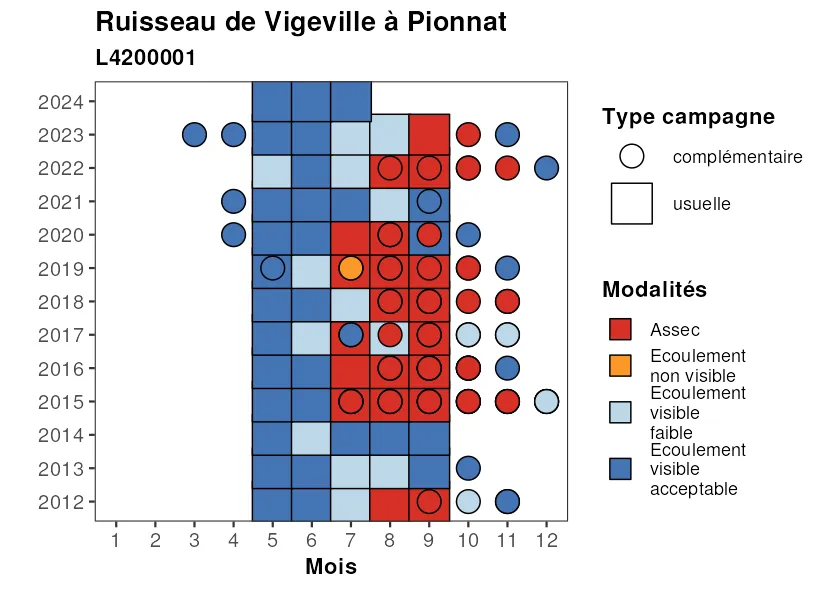 Ruisseau de Vigeville à Pionnat
L4200001
2024
2023
2022
2021
2020
2019
2018
2017
2016
2015
2014
2013
2012
1 2 3 4 5 6 7 8 9 10 11 12
Mois
Type campagne
complémentaire
usuelle
Modalités
Assec
Ecoulement
non visible
Ecoulement
visible
faible
Ecoulement
visible
acceptable